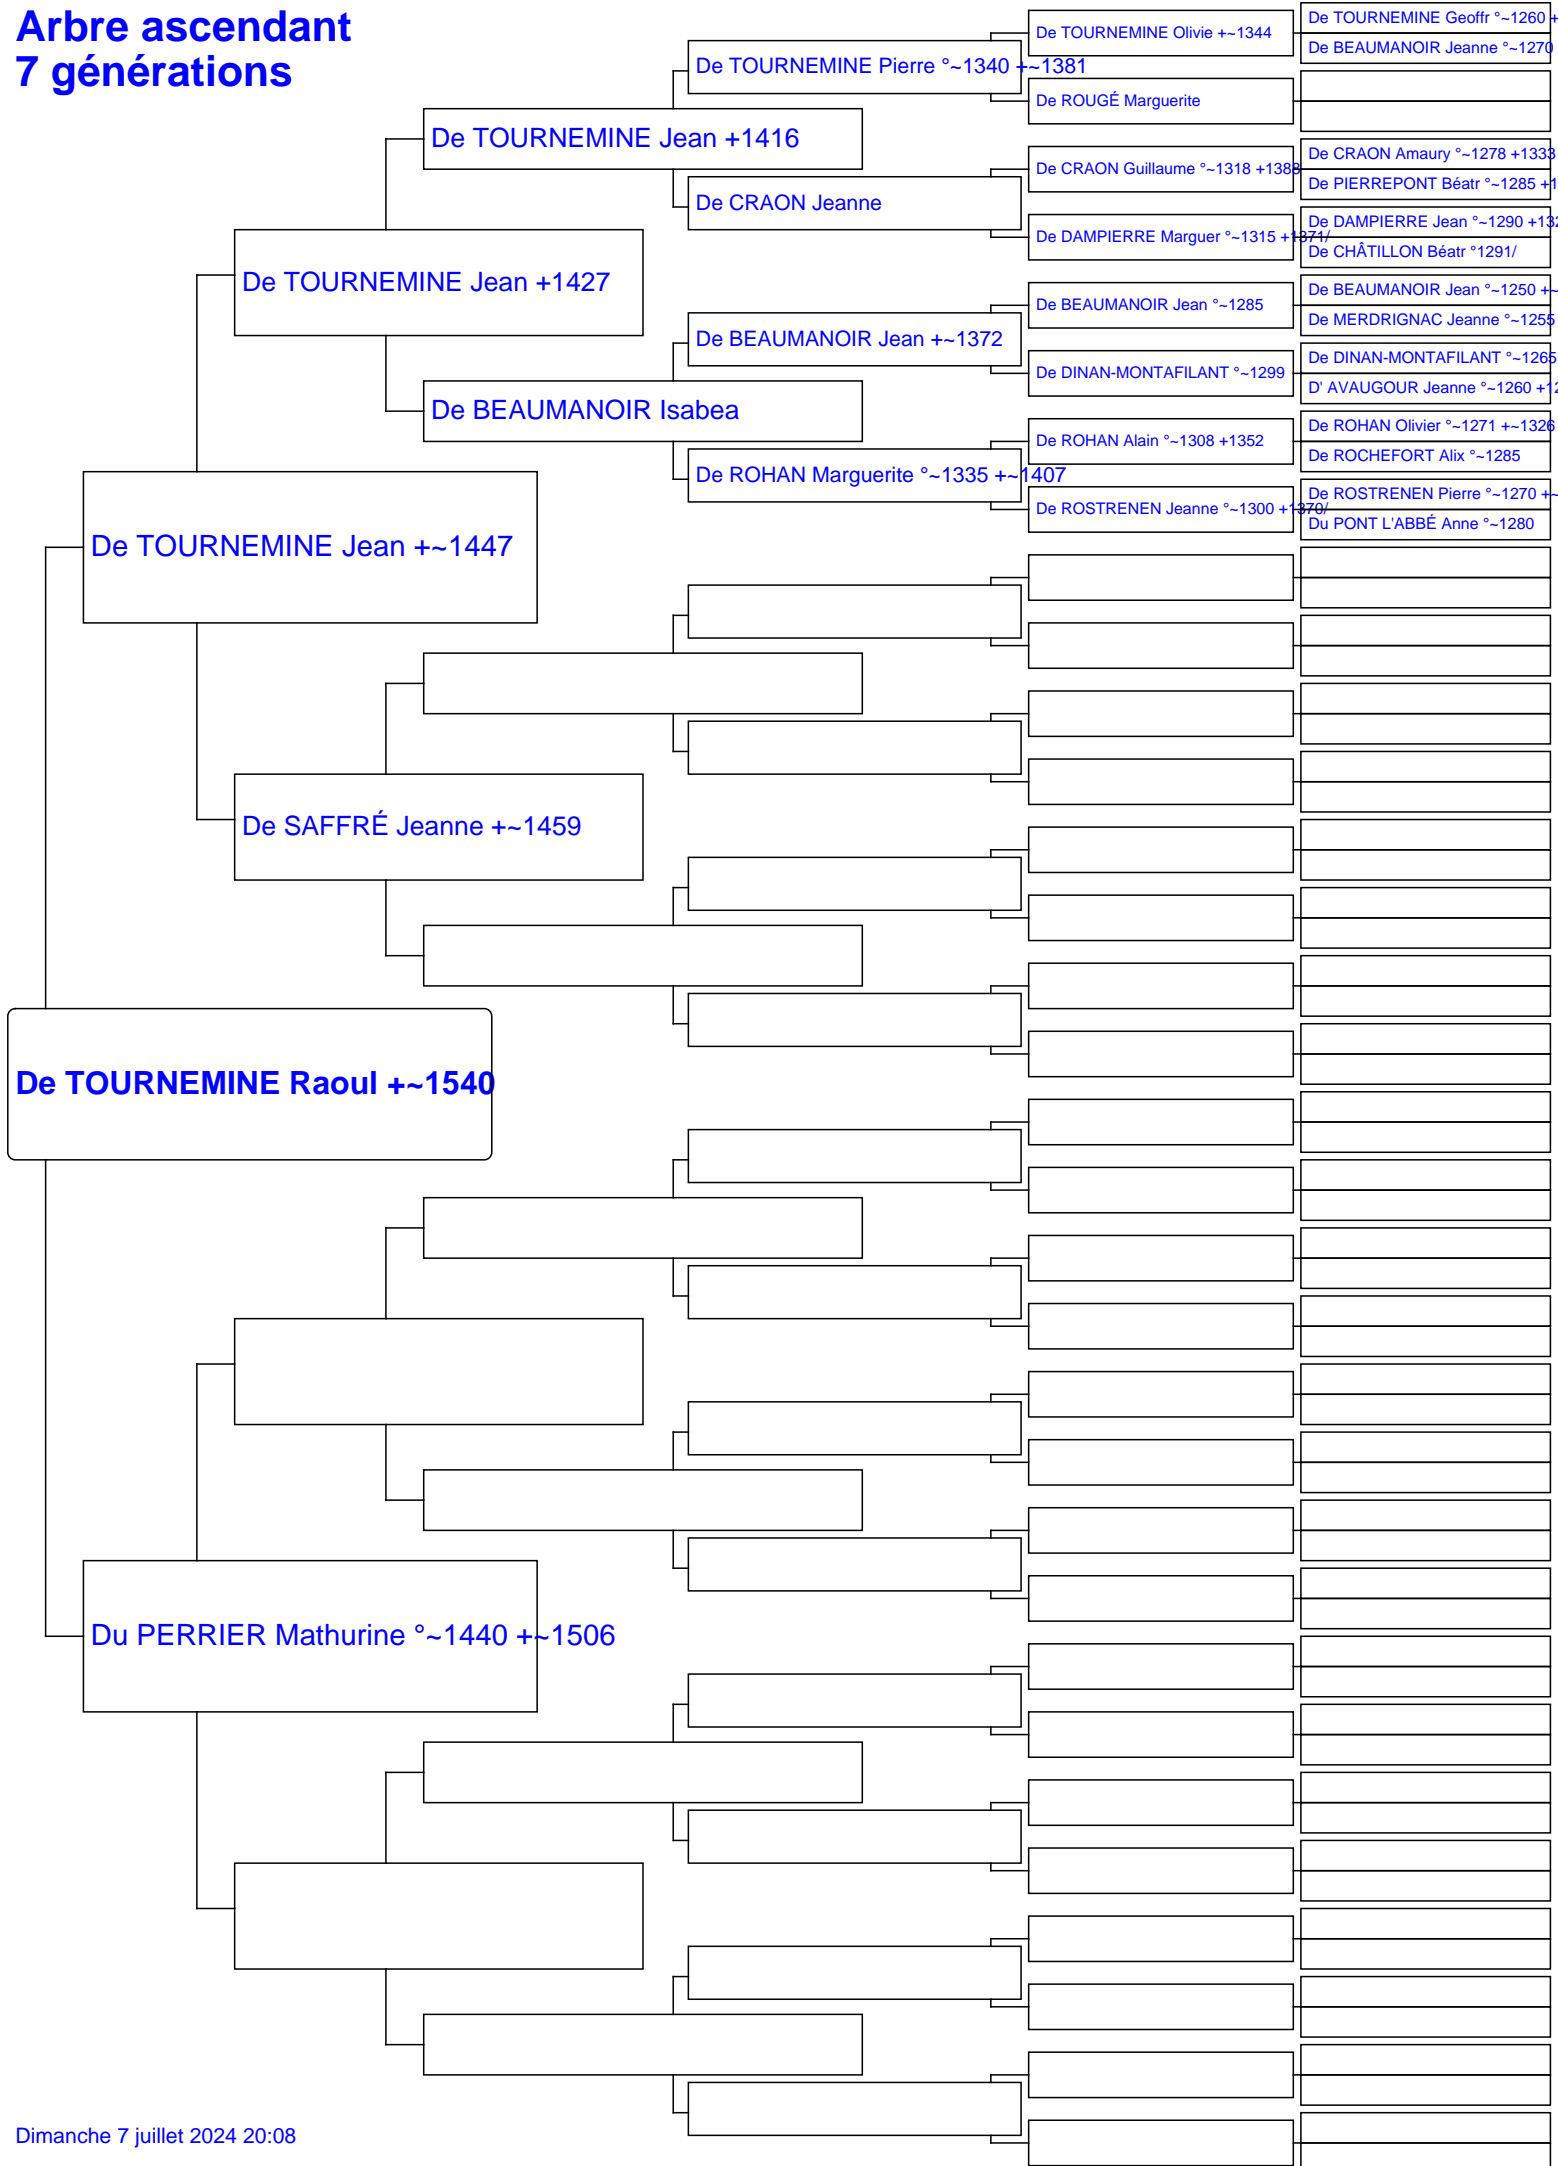 Arbre ascendant
7 générations
De TOURNEMINE Raoul +~1540
De TOURNEMINE Jean +~1447
Du PERRIER Mathurine °~1440 +~1506
De TOURNEMINE Jean +1427
De SAFFRÉ Jeanne +~1459
De TOURNEMINE Jean +1416
De BEAUMANOIR Isabea
De TOURNEMINE Pierre °~1340 +~1381
De CRAON Jeanne
De BEAUMANOIR Jean +~1372
De ROHAN Marguerite °~1335 +~1407
De TOURNEMINE Olivie +~1344
De ROUGÉ Marguerite
De CRAON Guillaume °~1318 +1388
De DAMPIERRE Marguer °~1315 +1371/
De BEAUMANOIR Jean °~1285
De DINAN-MONTAFILANT °~1299
De ROHAN Alain °~1308 +1352
De ROSTRENEN Jeanne °~1300 +1370/
De TOURNEMINE Geoffr °~1260 +
De BEAUMANOIR Jeanne °~1270
De CRAON Amaury °~1278 +1333
De PIERREPONT Béatr °~1285 +1
De DAMPIERRE Jean °~1290 +132
De CHÂTILLON Béatr °1291/
De BEAUMANOIR Jean °~1250 +~
De MERDRIGNAC Jeanne °~1255
De DINAN-MONTAFILANT °~1265
D' AVAUGOUR Jeanne °~1260 +12
De ROHAN Olivier °~1271 +~1326
De ROCHEFORT Alix °~1285
De ROSTRENEN Pierre °~1270 +~
Du PONT L'ABBÉ Anne °~1280
Dimanche 7 juillet 2024 20:08